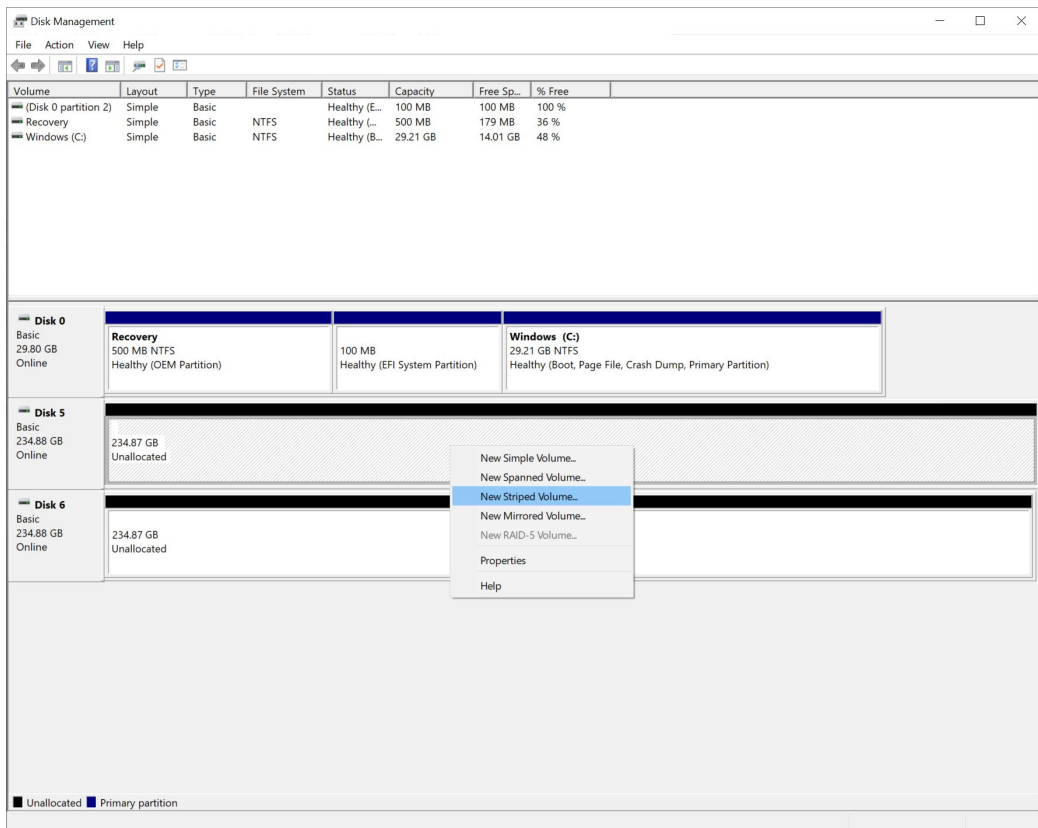 Disk Management
File Action View Help
Volume Layout Type File System Status Capacity Free Sp... % Free
(Disk 0 partition 2) Simple Basic Healthy (E... 100 MB 100 MB 100 %
Recovery Simple Basic NTFS Healthy (... 500 MB 179 MB 36 %
Windows (C:) Simple Basic NTFS Healthy (B... 29.21 GB 14.01 GB 48 %
Disk 0
Basic
29.80 GB
Online
Recovery
500 MB NTFS
Healthy (OEM Partition)
100 MB
Healthy (EFI System Partition)
Windows (C:)
29.21 GB NTFS
Healthy (Boot, Page File, Crash Dump, Primary Partition)
Disk 5
Basic
234.88 GB
Online
234.87 GB
Unallocated
New Simple Volume...
New Spanned Volume...
New Striped Volume...
New Mirrored Volume...
New RAID-5 Volume...
Properties
Help
Disk 6
Basic
234.88 GB
Online
234.87 GB
Unallocated
Unallocated Primary partition